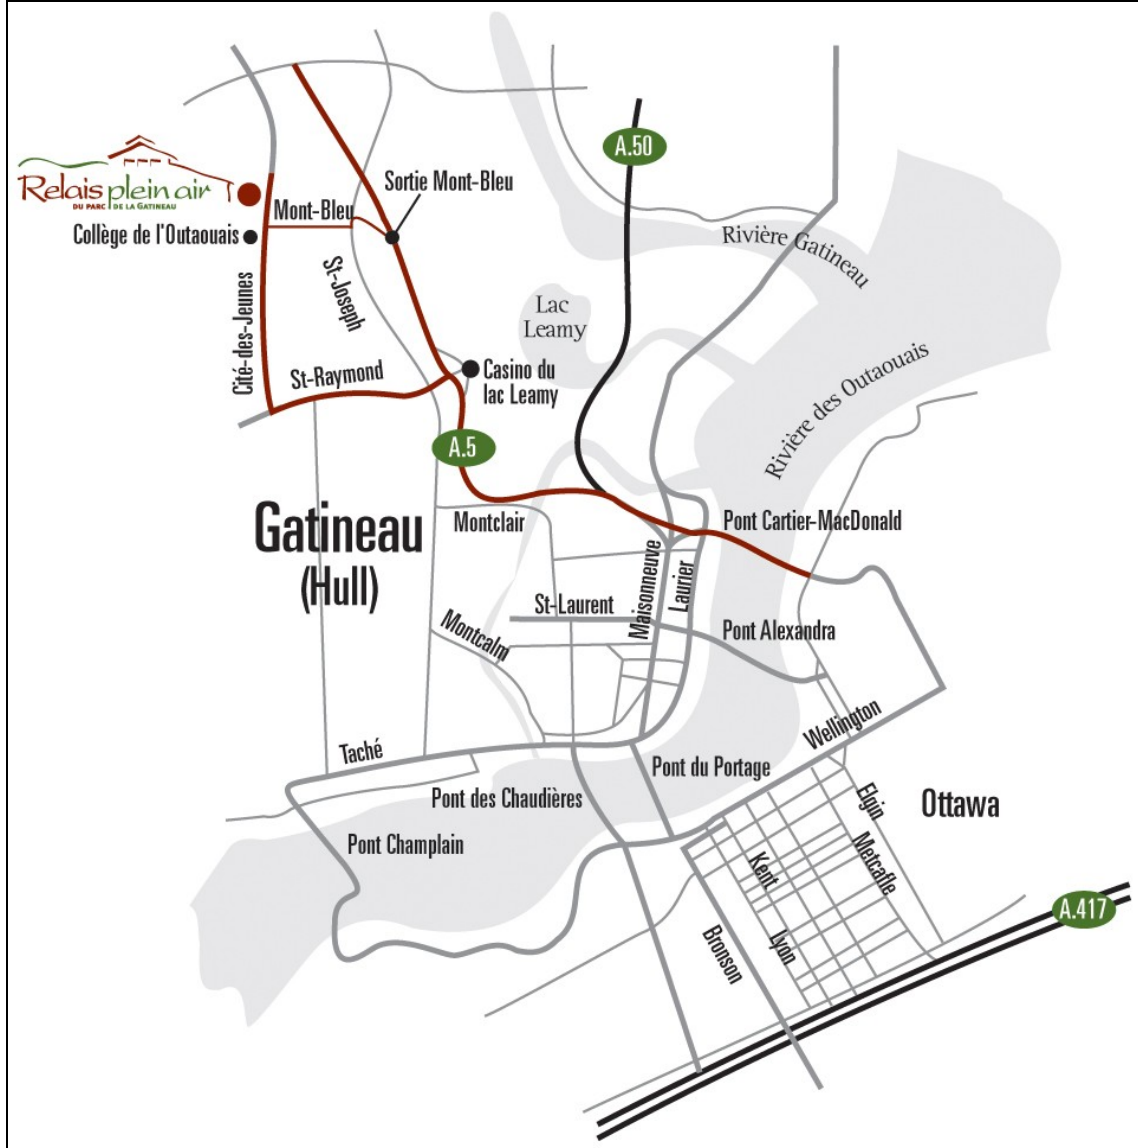 A.50
Relais plein air
DU PARC DE LA GATINEAU
Sortie Mont-Bleu
Mont-Bleu
Collège de l'Outaouais
Rivière Gatineau
St-Joseph
Cité-des-Jeunes
Lac
Leamy
St-Raymond
Casino du
lac Leamy
Rivière des Outaouais
A.5
Gatineau
(Hull)
Montclair
Pont Cartier-MacDonald
Maisonneuve
Laurier
St-Laurent
Montcalm
Pont Alexandra
Wellington
Taché
Pont du Portage
Pont des Chaudières
Elgin
Ottawa
Pont Champlain
Kent
Metcafle
A.417
Bronson
Lyon